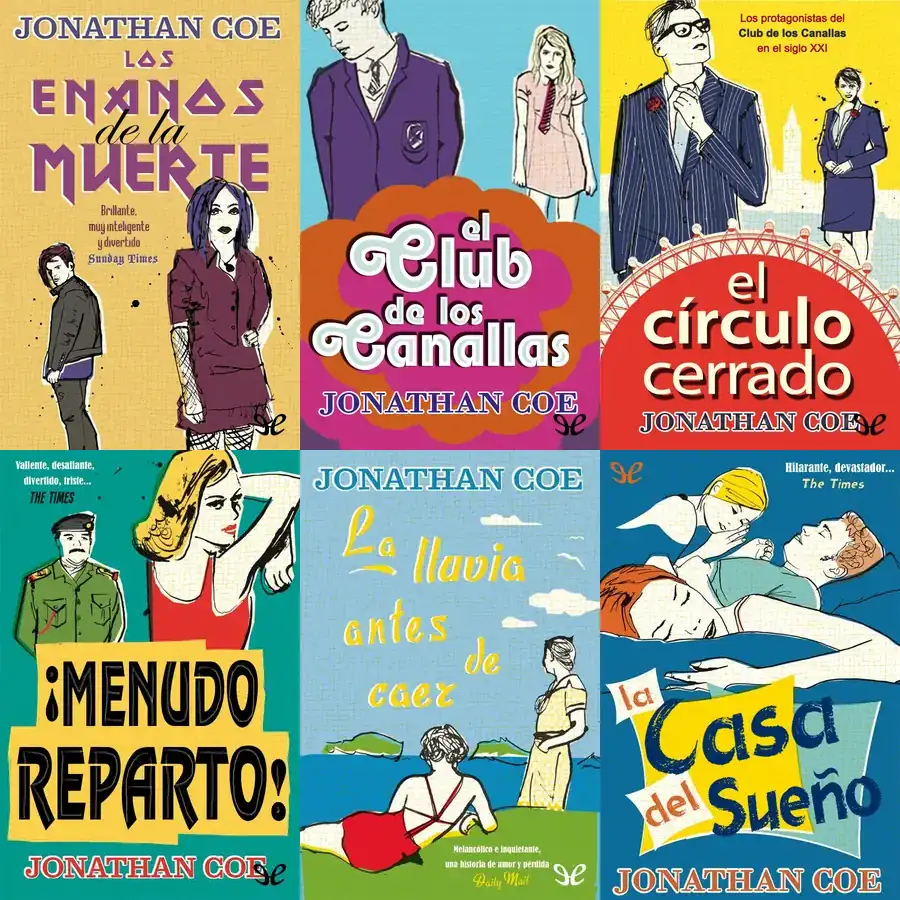 JONATHAN COE
LOS
ENANOS
de la
MUERTE
Brillante,
muy inteligente
y divertido
Sunday Times
el
Club
de los
Canallas
JONATHAN COE
Los protagonistas del
Club de los Canallas
en el siglo XXI
el
círculo
cerrado
JONATHAN COE
Valiente, desafiante,
divertido, triste...
THE TIMES
¡MENUDO
REPARTO!
JONATHAN COE
JONATHAN COE
La lluvia
antes
de
caer
Melancólico e inquietante,
una historia de amor y pérdida
Daily Mail
Hilarante, devastador...
The Times
la
Casa
del Sueño
JONATHAN COE